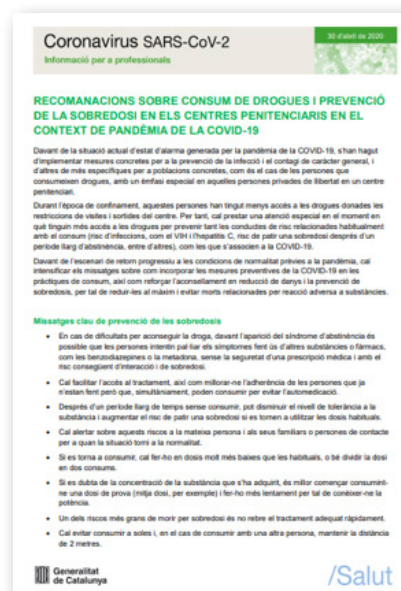 Coronavirus SARS-CoV-2
Informació per a professionals
30 d'abril de 2020
RECOMANACIONS SOBRE CONSUM DE DROGUES I PREVENCIÓ
DE LA SOBREDOSI EN ELS CENTRES PENITENCIARIS EN EL
CONTEXT DE PANDÈMIA DE LA COVID-19
Davant de la situació actual d'estat d'alarma generada per la pandèmia de la COVID-19, s'han hagut
d'implementar mesures concretes per a la prevenció de la infecció i el contagi de caràcter general, i
d'altres de més específiques per a poblacions concretes, com és el cas de les persones que
consumeixen drogues, amb un èmfasi especial en aquelles persones privades de llibertat en un centre
penitenciari.
Durant l'època de confinament, aquestes persones han tingut menys accés a les drogues donades les
restriccions de visites i sortides del centre. Per tant, cal prestar una atenció especial en el moment en
què tinguin més accés a les drogues per prevenir tant les conductes de risc relacionades habitualment
amb el consum (risc d'infeccions, com el VIH i l'hepatitis C, risc de patir una sobredosi després d'un
període llarg d'abstinència, entre d'altres), com les que s'associen a la COVID-19.
Davant de l'escenari de retorn progressiu a les condicions de normalitat prèvies a la pandèmia, cal
intensificar els missatges sobre com incorporar les mesures preventives de la COVID-19 en les
pràctiques de consum, així com reforçar l'aconsellament en reducció de danys i la prevenció de
sobredosis, per tal de reduir-les al màxim i evitar morts relacionades per reacció adversa a substàncies.
Missatges clau de prevenció de les sobredosis
• En cas de dificultats per aconseguir la droga, davant l'aparició del síndrome d'abstinència és
possible que les persones intentin pal·liar els símptomes fent ús d'altres substàncies o fàrmacs,
com les benzodiazepines o la metadona, sense la seguretat d'una prescripció mèdica i amb el
risc consegüent d'interacció i de sobredosi.
• Cal facilitar l'accés al tractament, així com millorar-ne l'adherència de les persones que ja
n'estan fent però que, simultàniament, poden consumir per evitar l'automedicació.
• Després d'un període llarg de temps sense consumir, pot disminuir el nivell de tolerància a la
substància i augmentar el risc de patir una sobredosi si es tornen a utilitzar les dosis habituals.
• Cal alertar sobre aquests riscos a la mateixa persona i als seus familiars o persones de contacte
per a quan la situació torni a la normalitat.
• Si es torna a consumir, cal fer-ho en dosis molt més baixes que les habituals, o bé dividir la dosi
en dos consums.
• Si es dubta de la concentració de la substància que s'ha adquirit, és millor començar consumint-
ne una dosi de prova (mitja dosi, per exemple) i fer-ho més lentament per tal de conèixer-ne la
potència.
• Un dels riscos més grans de morir per sobredosi és no rebre el tractament adequat ràpidament.
• Cal evitar consumir a soles i, en el cas de consumir amb una altra persona, mantenir la distància
de 2 metres.
Generalitat
de Catalunya
/Salut